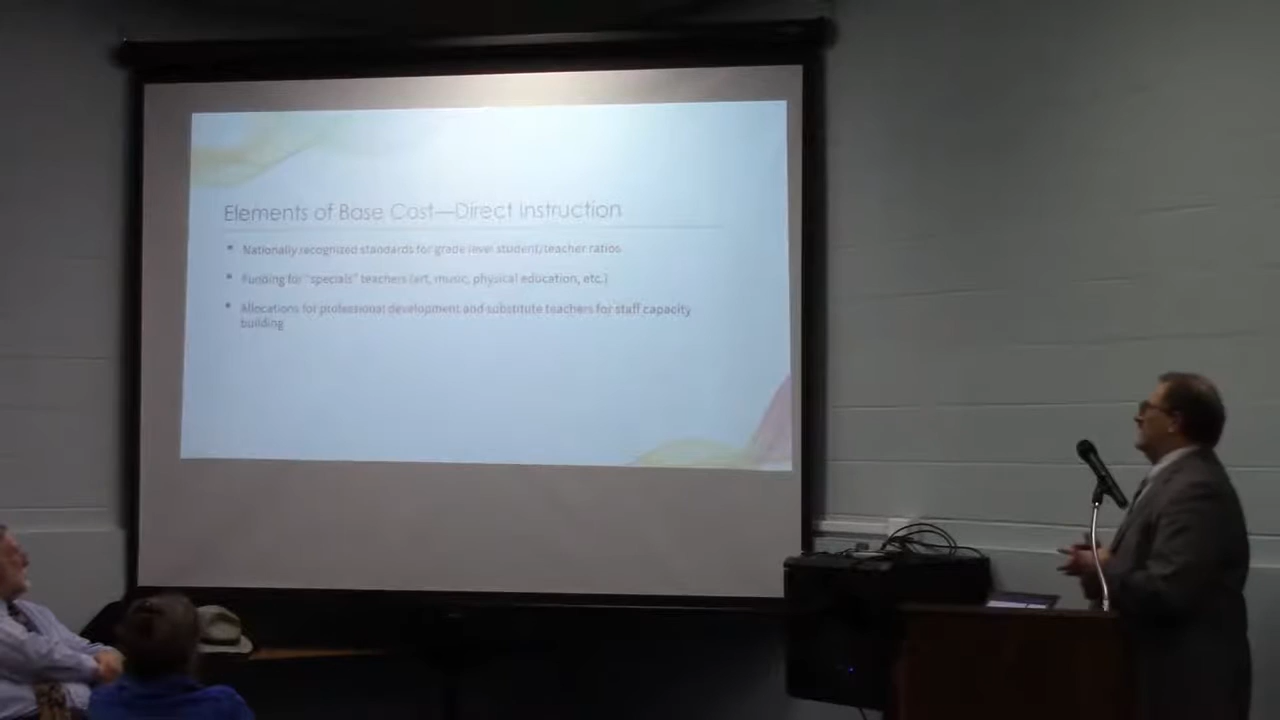 Elements of Base Cost—Direct Instruction
Nationally recognized standards for grade level student/teacher ratios
Funding for "specials" teachers (art, music, physical education, etc.)
Allocations for professional development and substitute teachers for staff capacity
building